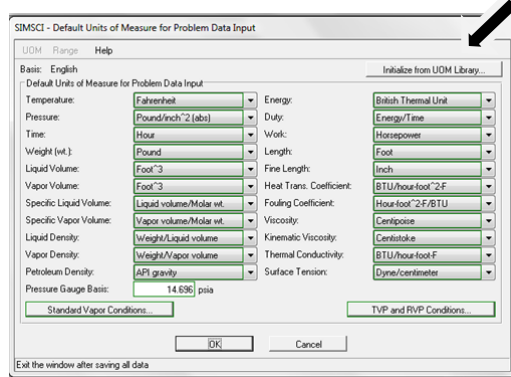 SIMSCI - Default Units of Measure for Problem Data Input
UOM Range Help
Basis: English
Initialize from UOM Library...
Default Units of Measure for Problem Data Input
Temperature: Fahrenheit Energy: British Thermal Unit
Pressure: Pound/inch^2 (abs) Duty: Energy/Time
Time: Hour Work: Horsepower
Weight (wt.): Pound Length: Foot
Liquid Volume: Foot^3 Fine Length: Inch
Vapor Volume: Foot^3 Heat Trans. Coefficient: BTU/hour-foot^2-F
Specific Liquid Volume: Liquid volume/Molar wt. Fouling Coefficient: Hour-foot^2-F/BTU
Specific Vapor Volume: Vapor volume/Molar wt. Viscosity: Centipoise
Liquid Density: Weight/Liquid volume Kinematic Viscosity: Centistoke
Vapor Density: Weight/Vapor volume Thermal Conductivity: BTU/hour-foot-F
Petroleum Density: API gravity Surface Tension: Dyne/centimeter
Pressure Gauge Basis: 14.696 psia
Standard Vapor Conditions... TVP and RVP Conditions...
OK Cancel
Exit the window after saving all data